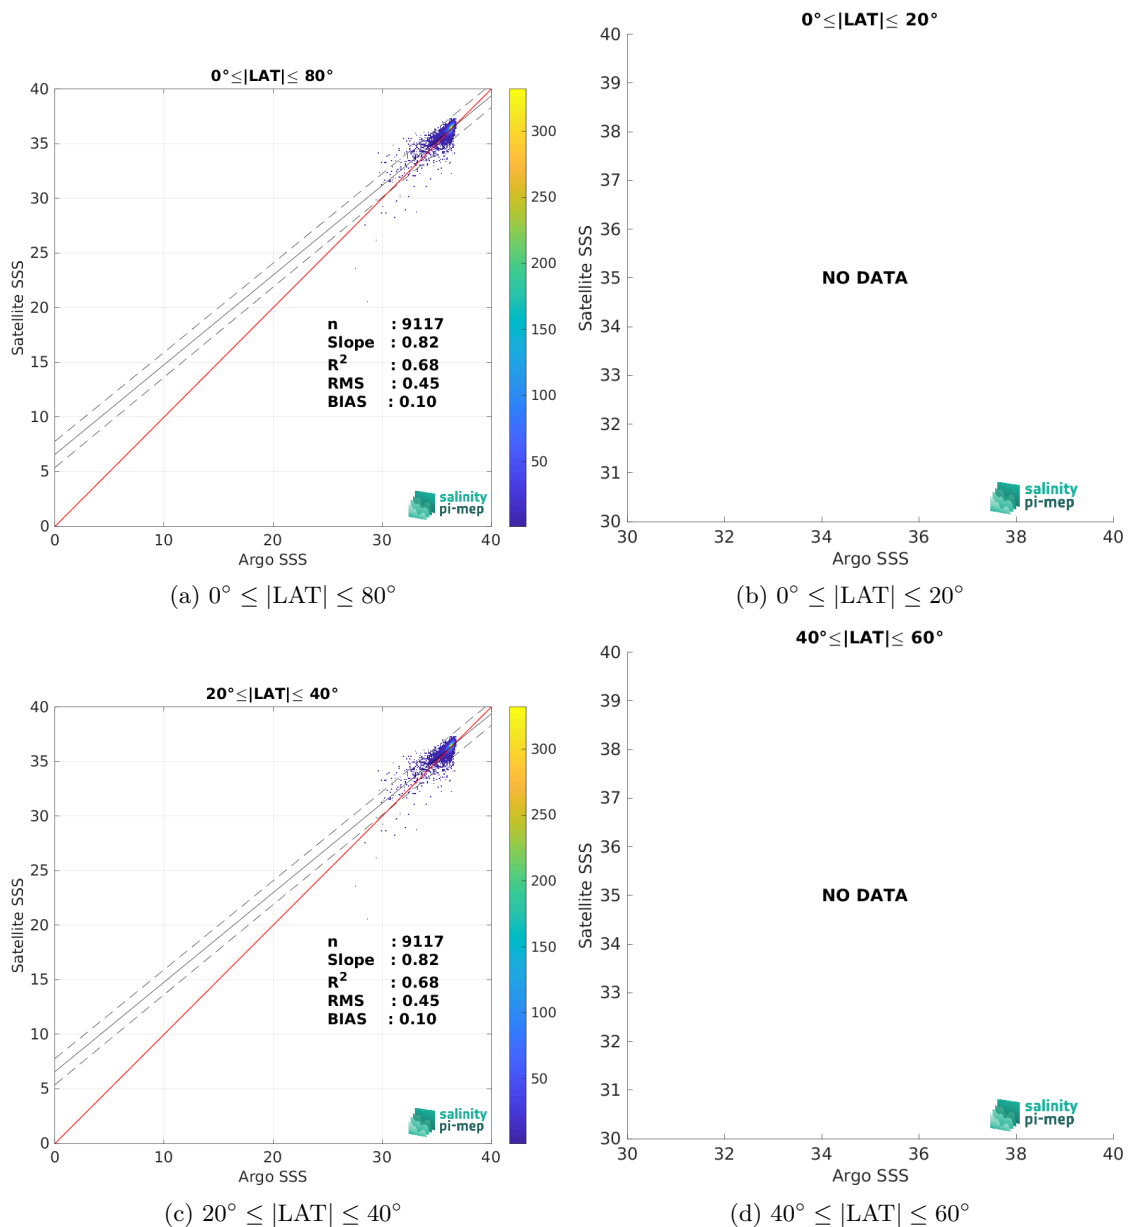 0°≤|LAT|≤ 80°
40
35
30
25
20
15
10
5
0
0
10
20
30
40
Satellite SSS
Argo SSS
n : 9117
Slope : 0.82
R² : 0.68
RMS : 0.45
BIAS : 0.10
salinity
pi-mep
300
250
200
150
100
50
(a) 0° ≤ |LAT| ≤ 80°
0°≤|LAT|≤ 20°
40
39
38
37
36
35
34
33
32
31
30
30
32
34
36
38
40
Satellite SSS
Argo SSS
NO DATA
salinity
pi-mep
(b) 0° ≤ |LAT| ≤ 20°
20°≤|LAT|≤ 40°
40
35
30
25
20
15
10
5
0
0
10
20
30
40
Satellite SSS
Argo SSS
n : 9117
Slope : 0.82
R² : 0.68
RMS : 0.45
BIAS : 0.10
salinity
pi-mep
300
250
200
150
100
50
(c) 20° ≤ |LAT| ≤ 40°
40°≤|LAT|≤ 60°
40
39
38
37
36
35
34
33
32
31
30
30
32
34
36
38
40
Satellite SSS
Argo SSS
NO DATA
salinity
pi-mep
(d) 40° ≤ |LAT| ≤ 60°